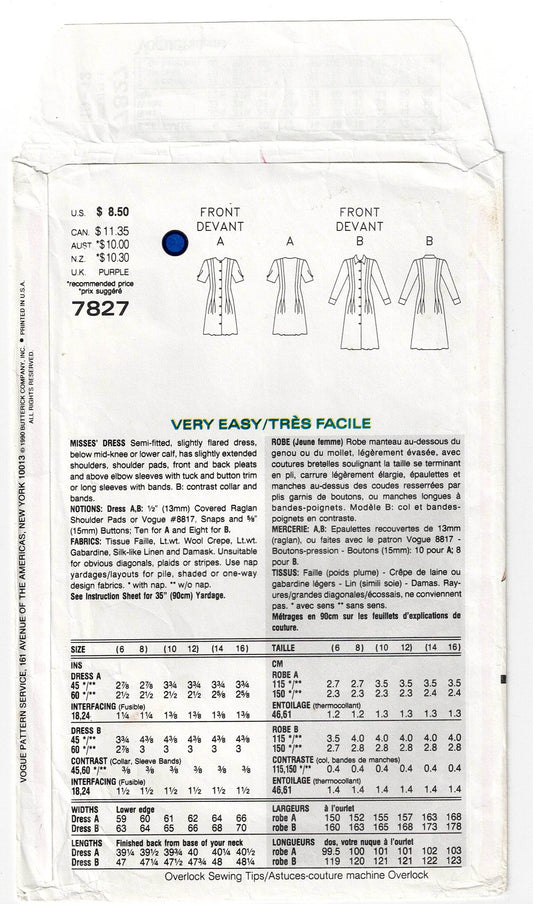 U.S. $ 8.50
CAN. $ 11.35
AUST *$10.00
N.Z. *$10.30
U.K. PURPLE
*recommended price
*prix suggéré
7827
FRONT
DEVANT
A
A
FRONT
DEVANT
B
B
VERY EASY/TRÈS FACILE
MISSES' DRESS Semi-fitted, slightly flared dress,
below mid-knee or lower calf, has slightly extended
shoulders, shoulder pads, front and back pleats
and above elbow sleeves with tuck and button trim
or long sleeves with bands. B: contrast collar and
bands.
NOTIONS: Dress A,B: ½" (13mm) Covered Raglan
Shoulder Pads or Vogue #8817, Snaps and ⅝"
(15mm) Buttons; Ten for A and Eight for B.
FABRICS: Tissue Faille, Lt.wt. Wool Crepe, Lt.wt.
Gabardine, Silk-like Linen and Damask. Unsuitable
for obvious diagonals, plaids or stripes. Use nap
yardages/layouts for pile, shaded or one-way
design fabrics. * with nap. ** w/o nap.
See Instruction Sheet for 35" (90cm) Yardage.
ROBE (Jeune femme) Robe manteau au-dessous du
genou ou du mollet, légèrement évasée, avec
coutures bretelles soulignant la taille se terminant
en pli, carrure légèrement élargie, épaulettes et
manches au-dessus des coudes resserrées par
plis garnis de boutons, ou manches longues à
bandes-poignets. Modèle B: col et bandes-
poignets en contraste.
MERCERIE: A,B: Epaulettes recouvertes de 13mm
(raglan), ou faites avec le patron Vogue 8817 -
Boutons-pression - Boutons (15mm): 10 pour A; 8
pour B.
TISSUS: Faille (poids plume) - Crêpe de laine ou
gabardine légers - Lin (simili soie) - Damas. Ray-
ures/grandes diagonales/écossais, ne conviennent
pas. * avec sens ** sans sens.
Métrages en 90cm sur les feuillets d'explications de
couture.
SIZE (6 8) (10 12) (14 16)
INS
DRESS A
45 */** 2⅞ 2⅞ 3¾ 3¾ 3¾ 3¾
60 */** 2½ 2½ 2½ 2½ 2⅝ 2⅝
INTERFACING (Fusible)
18,24 1¼ 1¼ 1⅜ 1⅜ 1⅜ 1⅜
DRESS B
45 */** 3¾ 4⅜ 4⅜ 4⅜ 4⅜ 4⅜
60 */** 2⅞ 3 3 3 3 3
CONTRAST (Collar, Sleeve Bands)
45,60 */** ⅜ ⅜ ⅜ ⅜ ⅜ ⅜
INTERFACING (Fusible)
18,24 1½ 1½ 1½ 1½ 1½ 1½
WIDTHS Lower edge
Dress A 59 60 61 62 64 66
Dress B 63 64 65 66 68 70
LENGTHS Finished back from base of your neck
Dress A 39¼ 39½ 39¾ 40 40¼ 40½
Dress B 47 47¼ 47½ 47¾ 48 48¼
TAILLE (6 8) (10 12) (14 16)
CM
ROBE A
115 */** 2.7 2.7 3.5 3.5 3.5 3.5
150 */** 2.3 2.3 2.3 2.3 2.4 2.4
ENTOILAGE (thermocollant)
46,61 1.2 1.2 1.3 1.3 1.3 1.3
ROBE B
115 */** 3.5 4.0 4.0 4.0 4.0 4.0
150 */** 2.7 2.8 2.8 2.8 2.8 2.8
CONTRASTE (col, bandes de manches)
115,150 */** 0.4 0.4 0.4 0.4 0.4 0.4
ENTOILAGE (thermocollant)
46,61 1.4 1.4 1.4 1.4 1.4 1.4
LARGEURS à l'ourlet
robe A 150 152 155 157 163 168
robe B 160 163 165 168 173 178
LONGUEURS dos, votre nuque à l'ourlet
robe A 99.5 100 101 101 102 103
robe B 119 120 121 121 122 123
Overlock Sewing Tips/Astuces-couture machine Overlock
VOGUE PATTERN SERVICE, 161 AVENUE OF THE AMERICAS, NEW YORK 10013 © 1990 BUTTERICK COMPANY, INC. ● PRINTED IN U.S.A.
ALL RIGHTS RESERVED.
7827